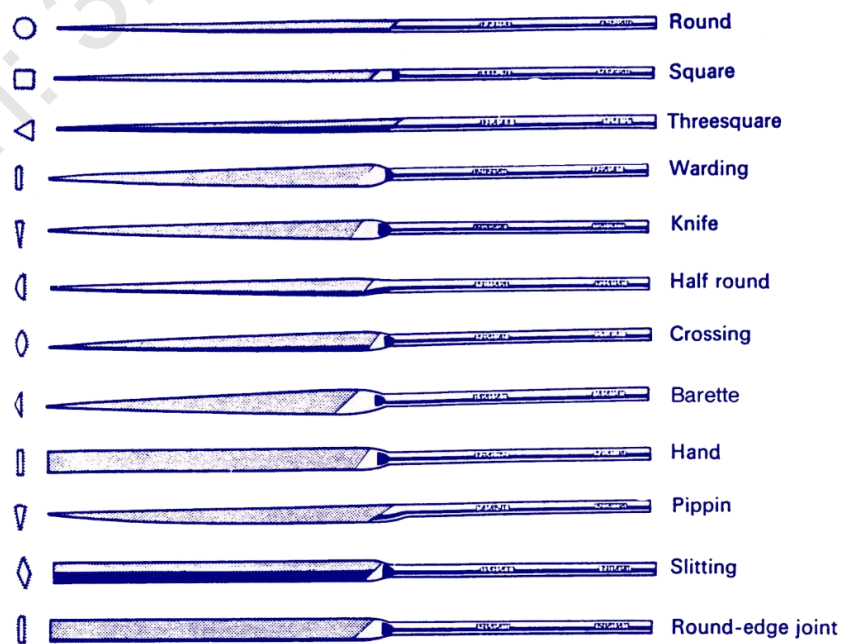 Round
Square
Threesquare
Warding
Knife
Half round
Crossing
Barette
Hand
Pippin
Slitting
Round-edge joint